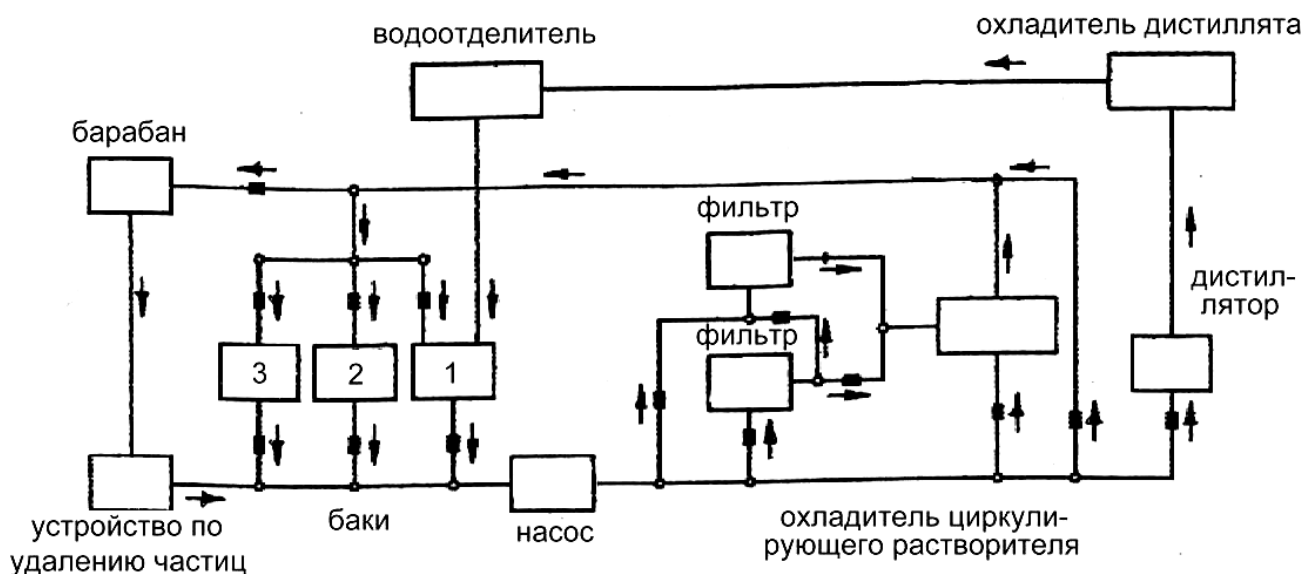 охладитель дистиллята
водоотделитель
барабан
фильтр
дистил-
лятор
фильтр
3
2
1
устройство по
удалению частиц
баки
насос
охладитель циркули-
рующего растворителя